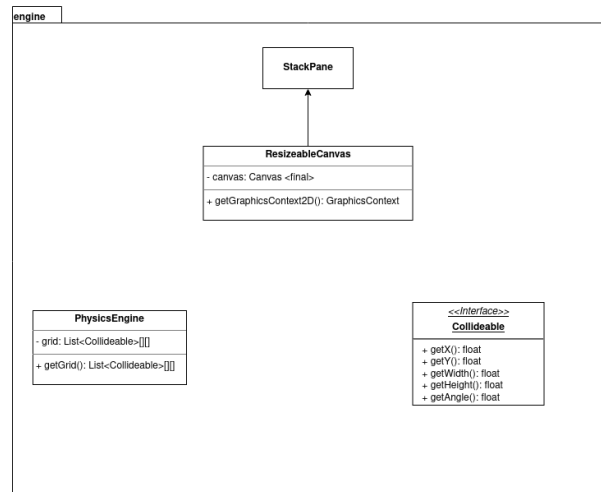 engine
StackPane
ResizeableCanvas
- canvas: Canvas <final>
+ getGraphicsContext2D(): GraphicsContext
PhysicsEngine
- grid: List<Collideable>[][]
+ getGrid(): List<Collideable>[][]
<<Interface>>
Collideable
+ getX(): float
+ getY(): float
+ getWidth(): float
+ getHeight(): float
+ getAngle(): float